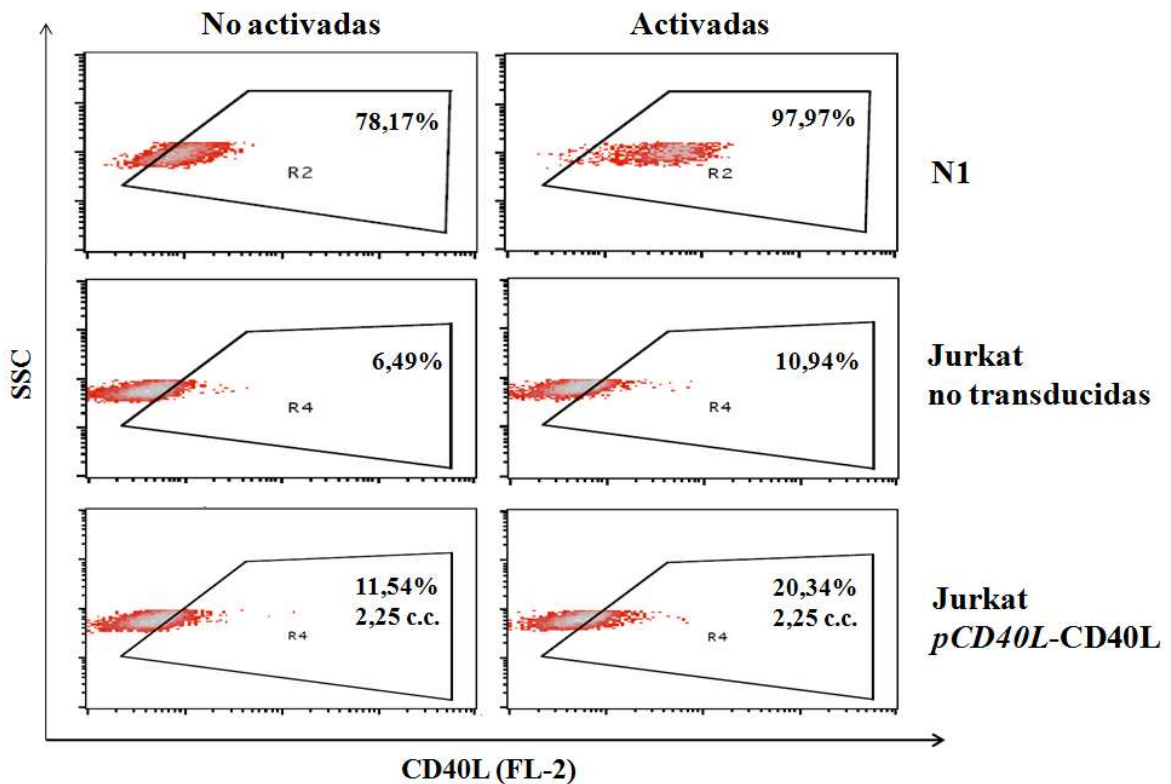 No activadas
Activadas
78,17%
R2
97,97%
R2
N1
6,49%
R4
10,94%
R4
Jurkat
no transducidas
11,54%
2,25 c.c.
R4
20,34%
2,25 c.c.
R4
Jurkat
pCD40L-CD40L
SSC
CD40L (FL-2)